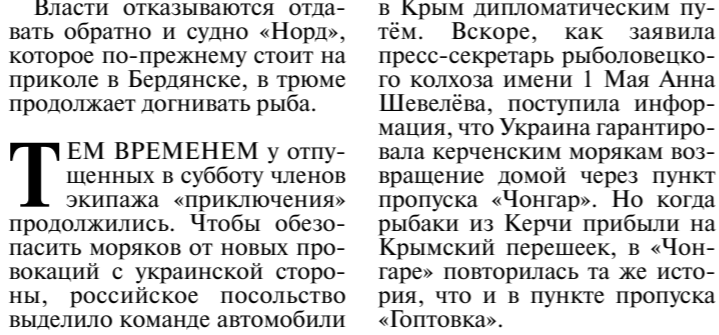 Власти отказываются отда-
вать обратно и судно «Норд»,
которое по-прежнему стоит на
приколе в Бердянске, в трюме
продолжает догнивать рыба.
ТЕМ ВРЕМЕНЕМ у отпу-
щенных в субботу членов
экипажа «приключения»
продолжились. Чтобы обезо-
пасить моряков от новых про-
вокаций с украинской сторо-
ны, российское посольство
выделило команде автомобили
в Крым дипломатическим пу-
тём. Вскоре, как заявила
пресс-секретарь рыболовецко-
го колхоза имени 1 Мая Анна
Шевелёва, поступила инфор-
мация, что Украина гарантиро-
вала керченским морякам воз-
вращение домой через пункт
пропуска «Чонгар». Но когда
рыбаки из Керчи прибыли на
Крымский перешеек, в «Чон-
гаре» повторилась та же исто-
рия, что и в пункте пропуска
«Гоптовка».